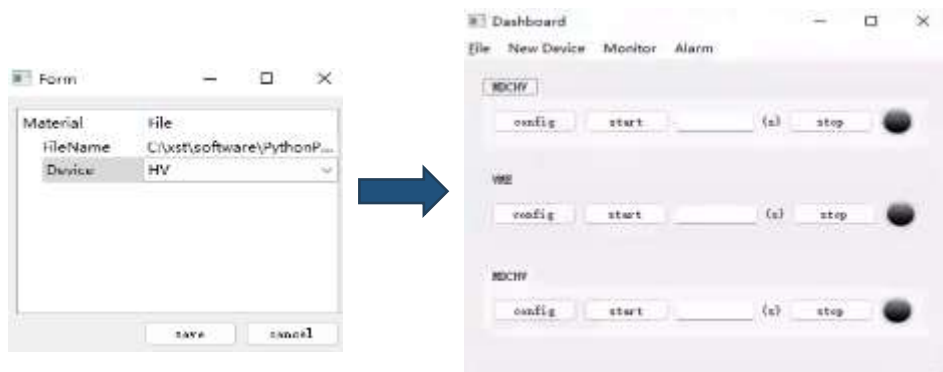 Form
Material File
FileName C:\xst\software\PythonP...
Device HV
save cancel
Dashboard
File New Device Monitor Alarm
MDCHV
config start (s) stop
VME
config start (s) stop
MDCHV
config start (s) stop